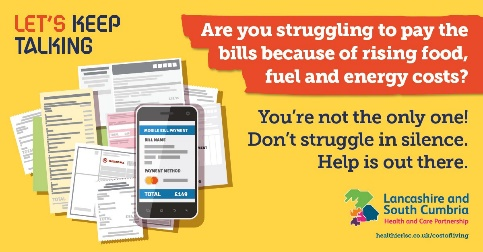 LET'S KEEP
TALKING
Are you struggling to pay the
bills because of rising food,
fuel and energy costs?
MOBILE BILL PAYMENT
BILL NAME
PAYMENT METHOD
TOTAL £149
You're not the only one!
Don't struggle in silence.
Help is out there.
Lancashire and
South Cumbria
Health and Care Partnership
healthierlsc.co.uk/costofliving